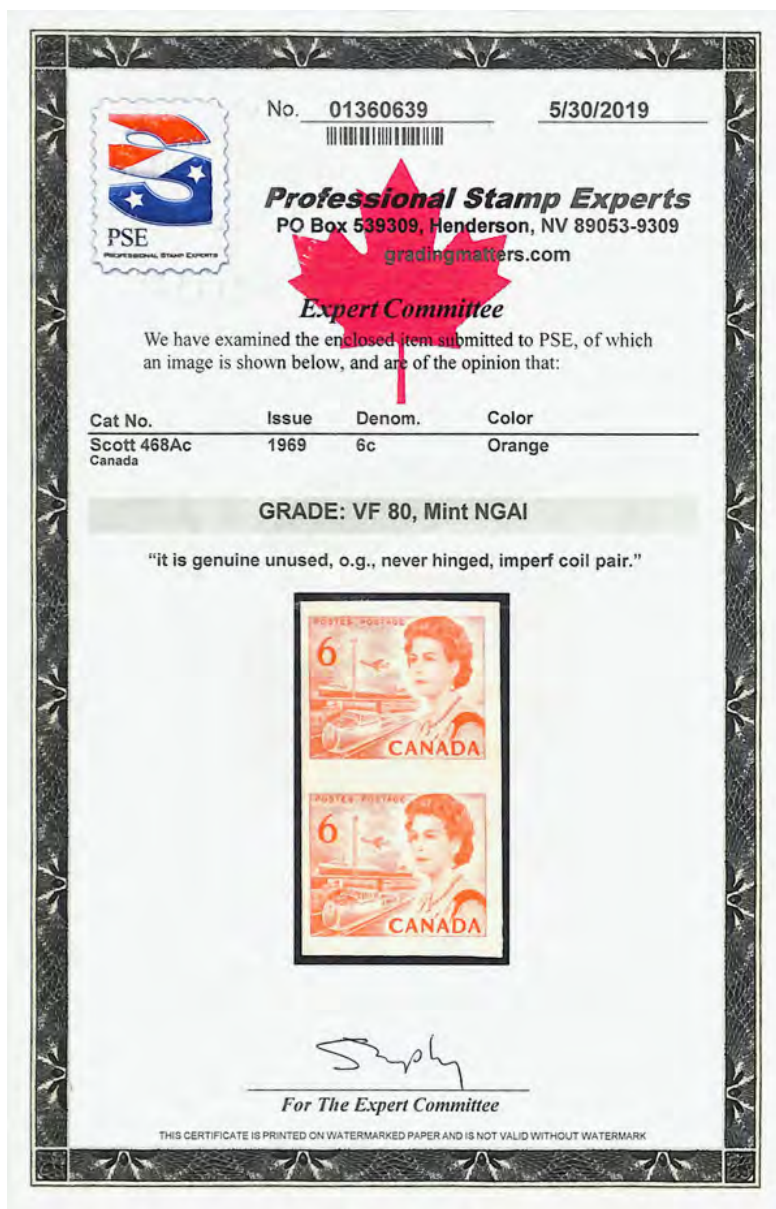 No. 01360639 5/30/2019
PSE
PROFESSIONAL STAMP EXPERTS
Professional Stamp Experts
PO Box 539309, Henderson, NV 89053-9309
gradingmatters.com
Expert Committee
We have examined the enclosed item submitted to PSE, of which
an image is shown below, and are of the opinion that:
Cat No. Issue Denom. Color
Scott 468Ac 1969 6c Orange
Canada
GRADE: VF 80, Mint NGAI
“it is genuine unused, o.g., never hinged, imperf coil pair.”
POSTES POSTAGE
6
CANADA
POSTES POSTAGE
6
CANADA
For The Expert Committee
THIS CERTIFICATE IS PRINTED ON WATERMARKED PAPER AND IS NOT VALID WITHOUT WATERMARK